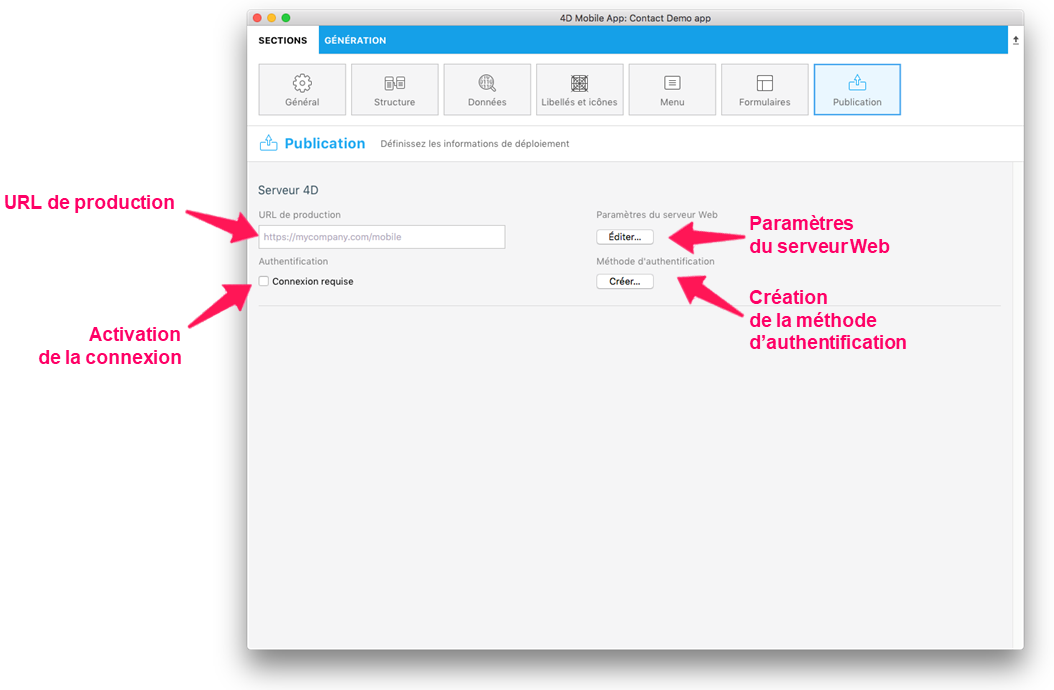 4D Mobile App: Contact Demo app
SECTIONS GÉNÉRATION
Général Structure Données Libellés et icônes Menu Formulaires Publication
Publication Définissez les informations de déploiement
Serveur 4D
URL de production
https://mycompany.com/mobile
Authentification
Connexion requise
Paramètres du serveur Web
Éditer...
Méthode d'authentification
Créer...
URL de production
Activation
de la connexion
Paramètres
du serveur Web
Création
de la méthode
d’authentification